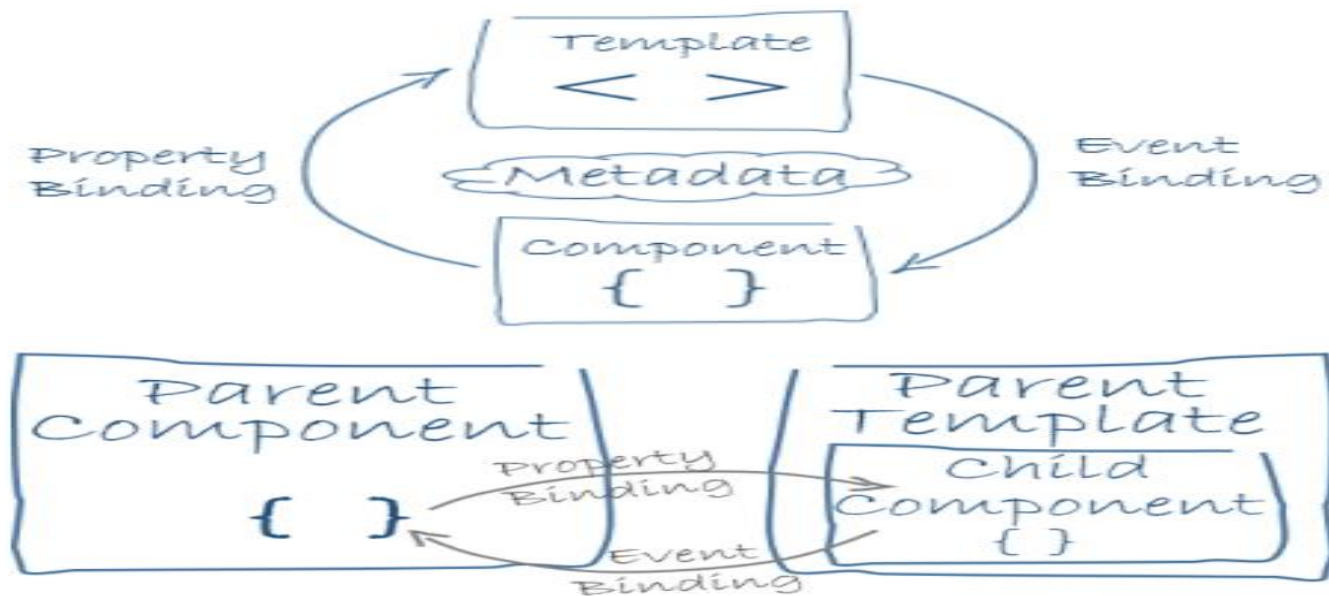 Template
< >
Property
Binding
Metadata
Event
Binding
Component
{ }
Parent
Component
{ }
Property
Binding
Event
Binding
Parent
Template
Child
Component
{ }